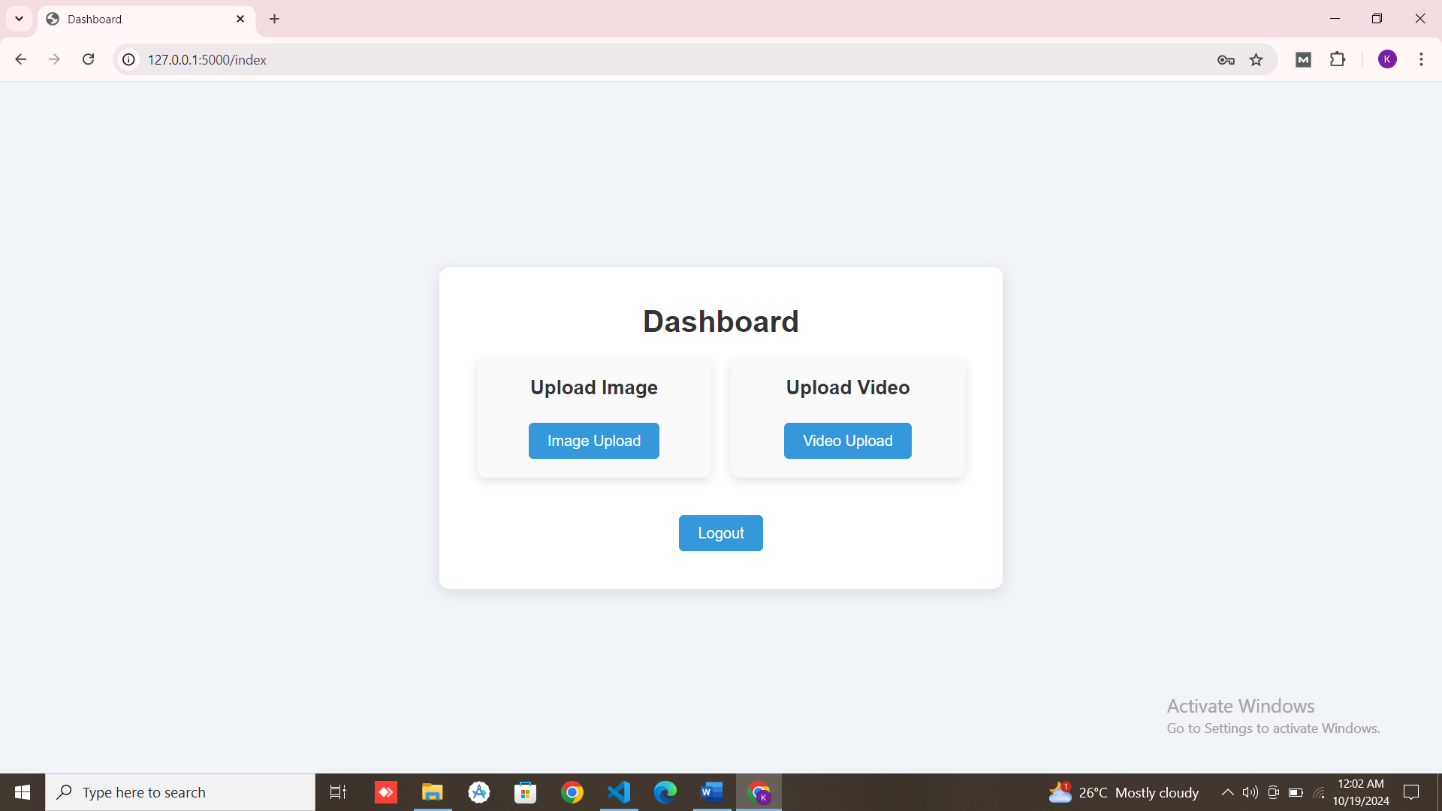 Dashboard
127.0.0.1:5000/index
K
Dashboard
Upload Image
Upload Video
Image Upload
Video Upload
Logout
Activate Windows
Go to Settings to activate Windows.
Type here to search
W
K
1
26°C Mostly cloudy
12:02 AM
10/19/2024